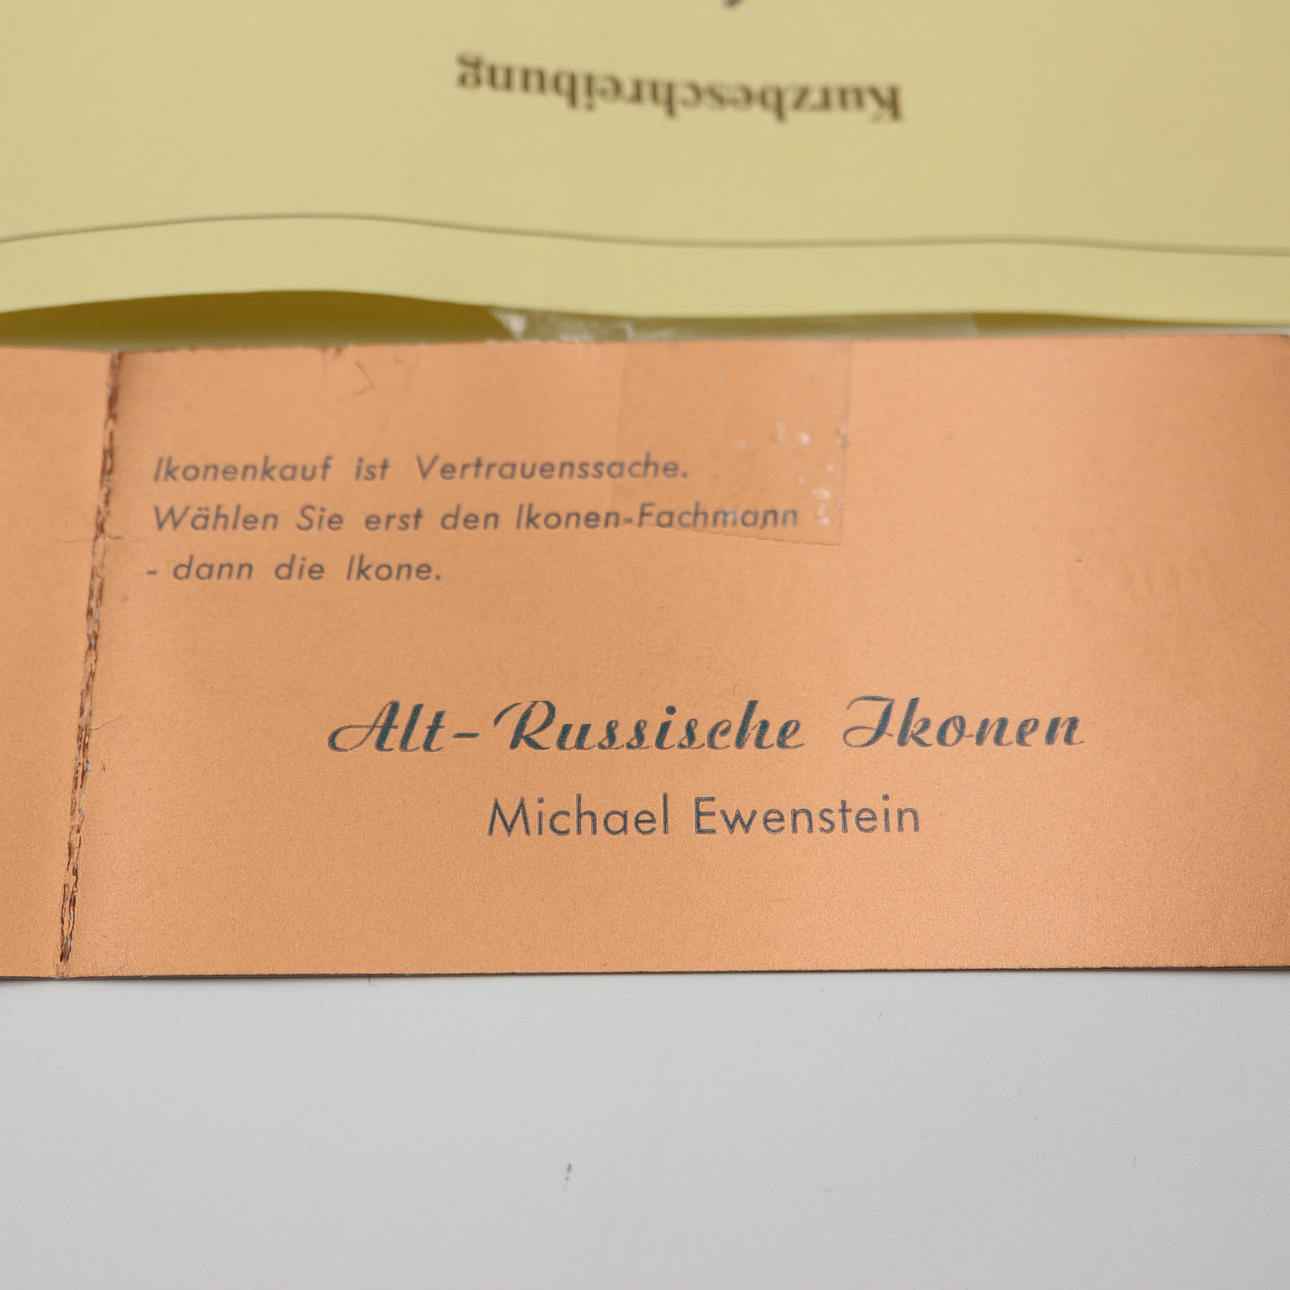 Kurzbeschreibung
Ikonenkauf ist Vertrauenssache.
Wählen Sie erst den Ikonen-Fachmann
- dann die Ikone.
Alt-Russische Ikonen
Michael Ewenstein